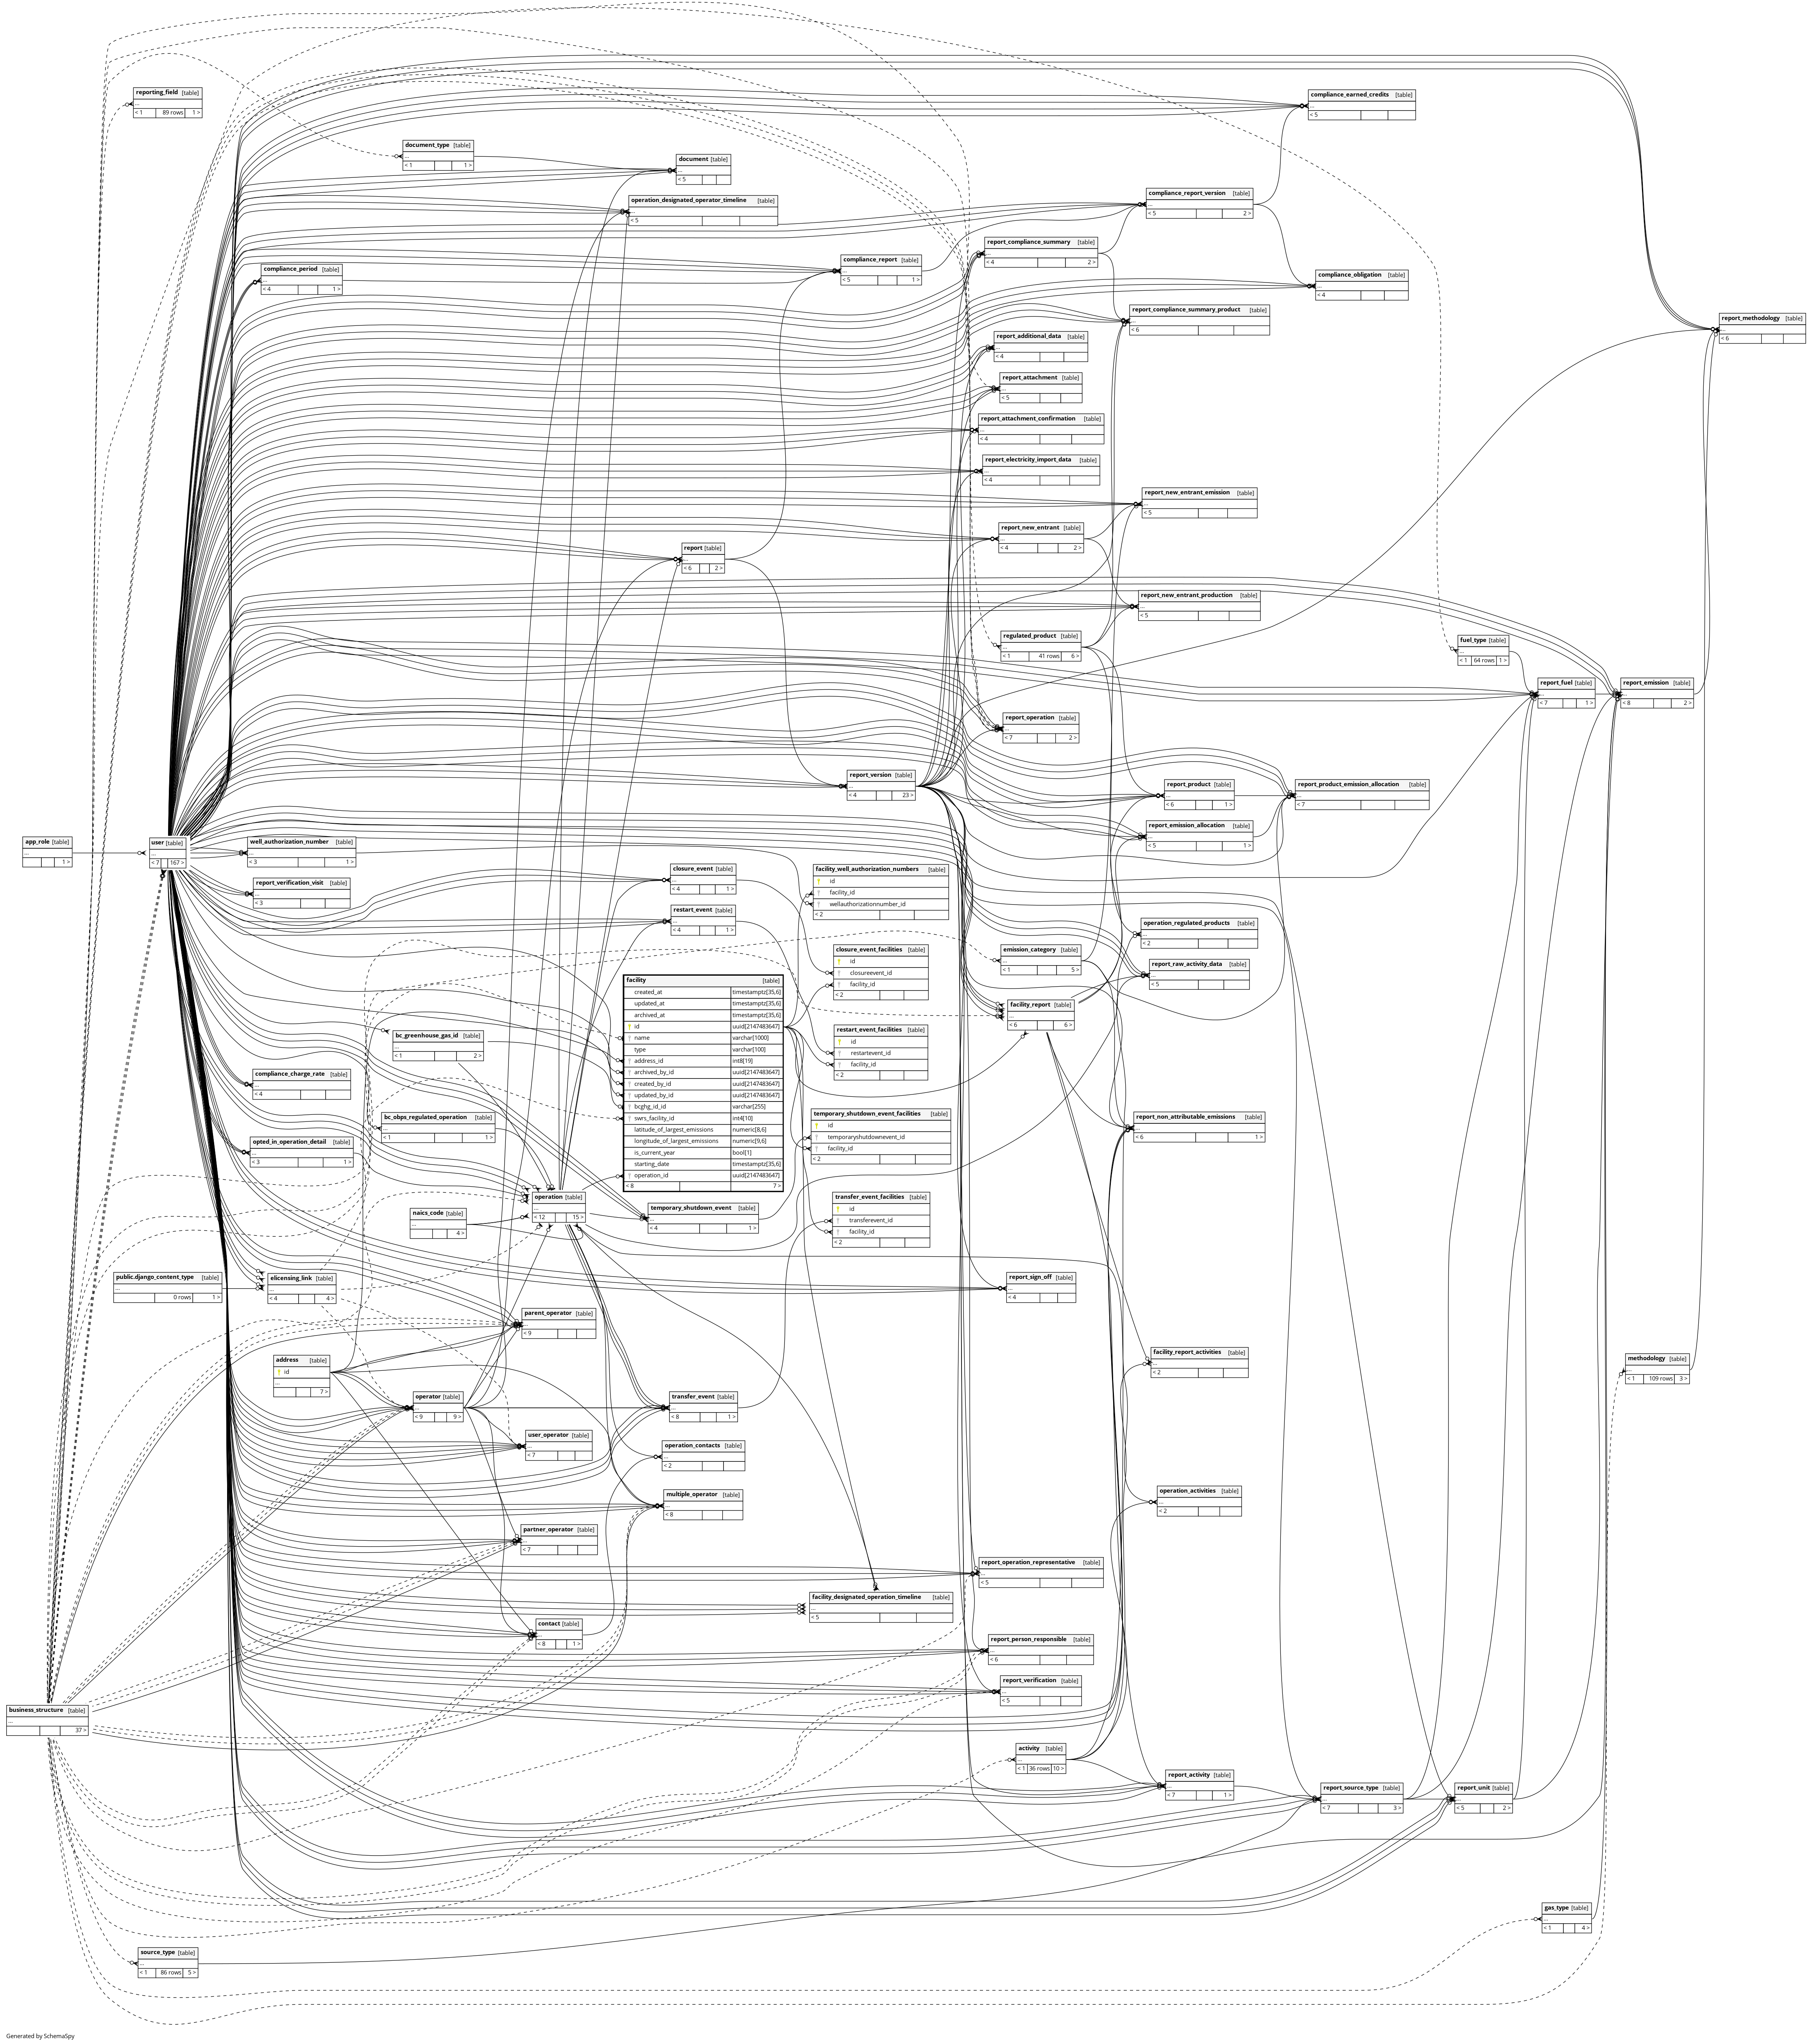 reporting_field [table]
...
< 1 89 rows 1 >
compliance_earned_credits [table]
...
< 5
document_type [table]
...
< 1 1 >
document [table]
...
< 5
operation_designated_operator_timeline [table]
...
< 5
compliance_report_version [table]
...
< 5 2 >
report_compliance_summary [table]
...
< 4 2 >
compliance_report [table]
...
< 5 1 >
compliance_period [table]
...
< 4 1 >
compliance_obligation [table]
...
< 4
report_compliance_summary_product [table]
...
< 6
report_methodology [table]
...
< 6
report_additional_data [table]
...
< 4
report_attachment [table]
...
< 5
report_attachment_confirmation [table]
...
< 4
report_electricity_import_data [table]
...
< 4
report_new_entrant_emission [table]
...
< 5
report_new_entrant [table]
...
< 4 2 >
report [table]
...
< 6 2 >
report_new_entrant_production [table]
...
< 5
regulated_product [table]
...
< 1 41 rows 6 >
fuel_type [table]
...
< 1 64 rows 1 >
report_fuel [table]
...
< 7 1 >
report_emission [table]
...
< 8 2 >
report_operation [table]
...
< 7 2 >
report_version [table]
...
< 4 23 >
report_product [table]
...
< 6 1 >
report_product_emission_allocation [table]
...
< 7
report_emission_allocation [table]
...
< 5 1 >
app_role [table]
...
1 >
user [table]
...
< 7 167 >
well_authorization_number [table]
...
< 3 1 >
report_verification_visit [table]
...
< 3
closure_event [table]
...
< 4 1 >
facility_well_authorization_numbers [table]
id
facility_id
wellauthorizationnumber_id
< 2
restart_event [table]
...
< 4 1 >
operation_regulated_products [table]
...
< 2
closure_event_facilities [table]
id
closureevent_id
facility_id
< 2
emission_category [table]
...
< 1 5 >
report_raw_activity_data [table]
...
< 5
facility [table]
created_at timestamptz[35,6]
updated_at timestamptz[35,6]
archived_at timestamptz[35,6]
id uuid[2147483647]
name varchar[1000]
type varchar[100]
address_id int8[19]
archived_by_id uuid[2147483647]
created_by_id uuid[2147483647]
updated_by_id uuid[2147483647]
bcghg_id_id varchar[255]
swrs_facility_id int4[10]
latitude_of_largest_emissions numeric[8,6]
longitude_of_largest_emissions numeric[9,6]
is_current_year bool[1]
starting_date timestamptz[35,6]
operation_id uuid[2147483647]
< 8 7 >
facility_report [table]
...
< 6 6 >
restart_event_facilities [table]
id
restartevent_id
facility_id
< 2
bc_greenhouse_gas_id [table]
...
< 1 2 >
compliance_charge_rate [table]
...
< 4
bc_obps_regulated_operation [table]
...
< 1 1 >
temporary_shutdown_event_facilities [table]
id
temporaryshutdownevent_id
facility_id
< 2
report_non_attributable_emissions [table]
...
< 6 1 >
opted_in_operation_detail [table]
...
< 3 1 >
operation [table]
...
< 12 15 >
temporary_shutdown_event [table]
...
< 4 1 >
transfer_event_facilities [table]
id
transferevent_id
facility_id
< 2
naics_code [table]
...
4 >
public.django_content_type [table]
...
0 rows 1 >
elicensing_link [table]
...
< 4 4 >
report_sign_off [table]
...
< 4
parent_operator [table]
...
< 9
address [table]
id
...
7 >
facility_report_activities [table]
...
< 2
methodology [table]
...
< 1 109 rows 3 >
operator [table]
...
< 9 9 >
transfer_event [table]
...
< 8 1 >
user_operator [table]
...
< 7
operation_contacts [table]
...
< 2
multiple_operator [table]
...
< 8
operation_activities [table]
...
< 2
partner_operator [table]
...
< 7
report_operation_representative [table]
...
< 5
facility_designated_operation_timeline [table]
...
< 5
contact [table]
...
< 8 1 >
report_person_responsible [table]
...
< 6
report_verification [table]
...
< 5
business_structure [table]
...
37 >
activity [table]
...
< 1 36 rows 10 >
report_activity [table]
...
< 7 1 >
report_source_type [table]
...
< 7 3 >
report_unit [table]
...
< 5 2 >
gas_type [table]
...
< 1 4 >
source_type [table]
...
< 1 86 rows 5 >
Generated by SchemaSpy